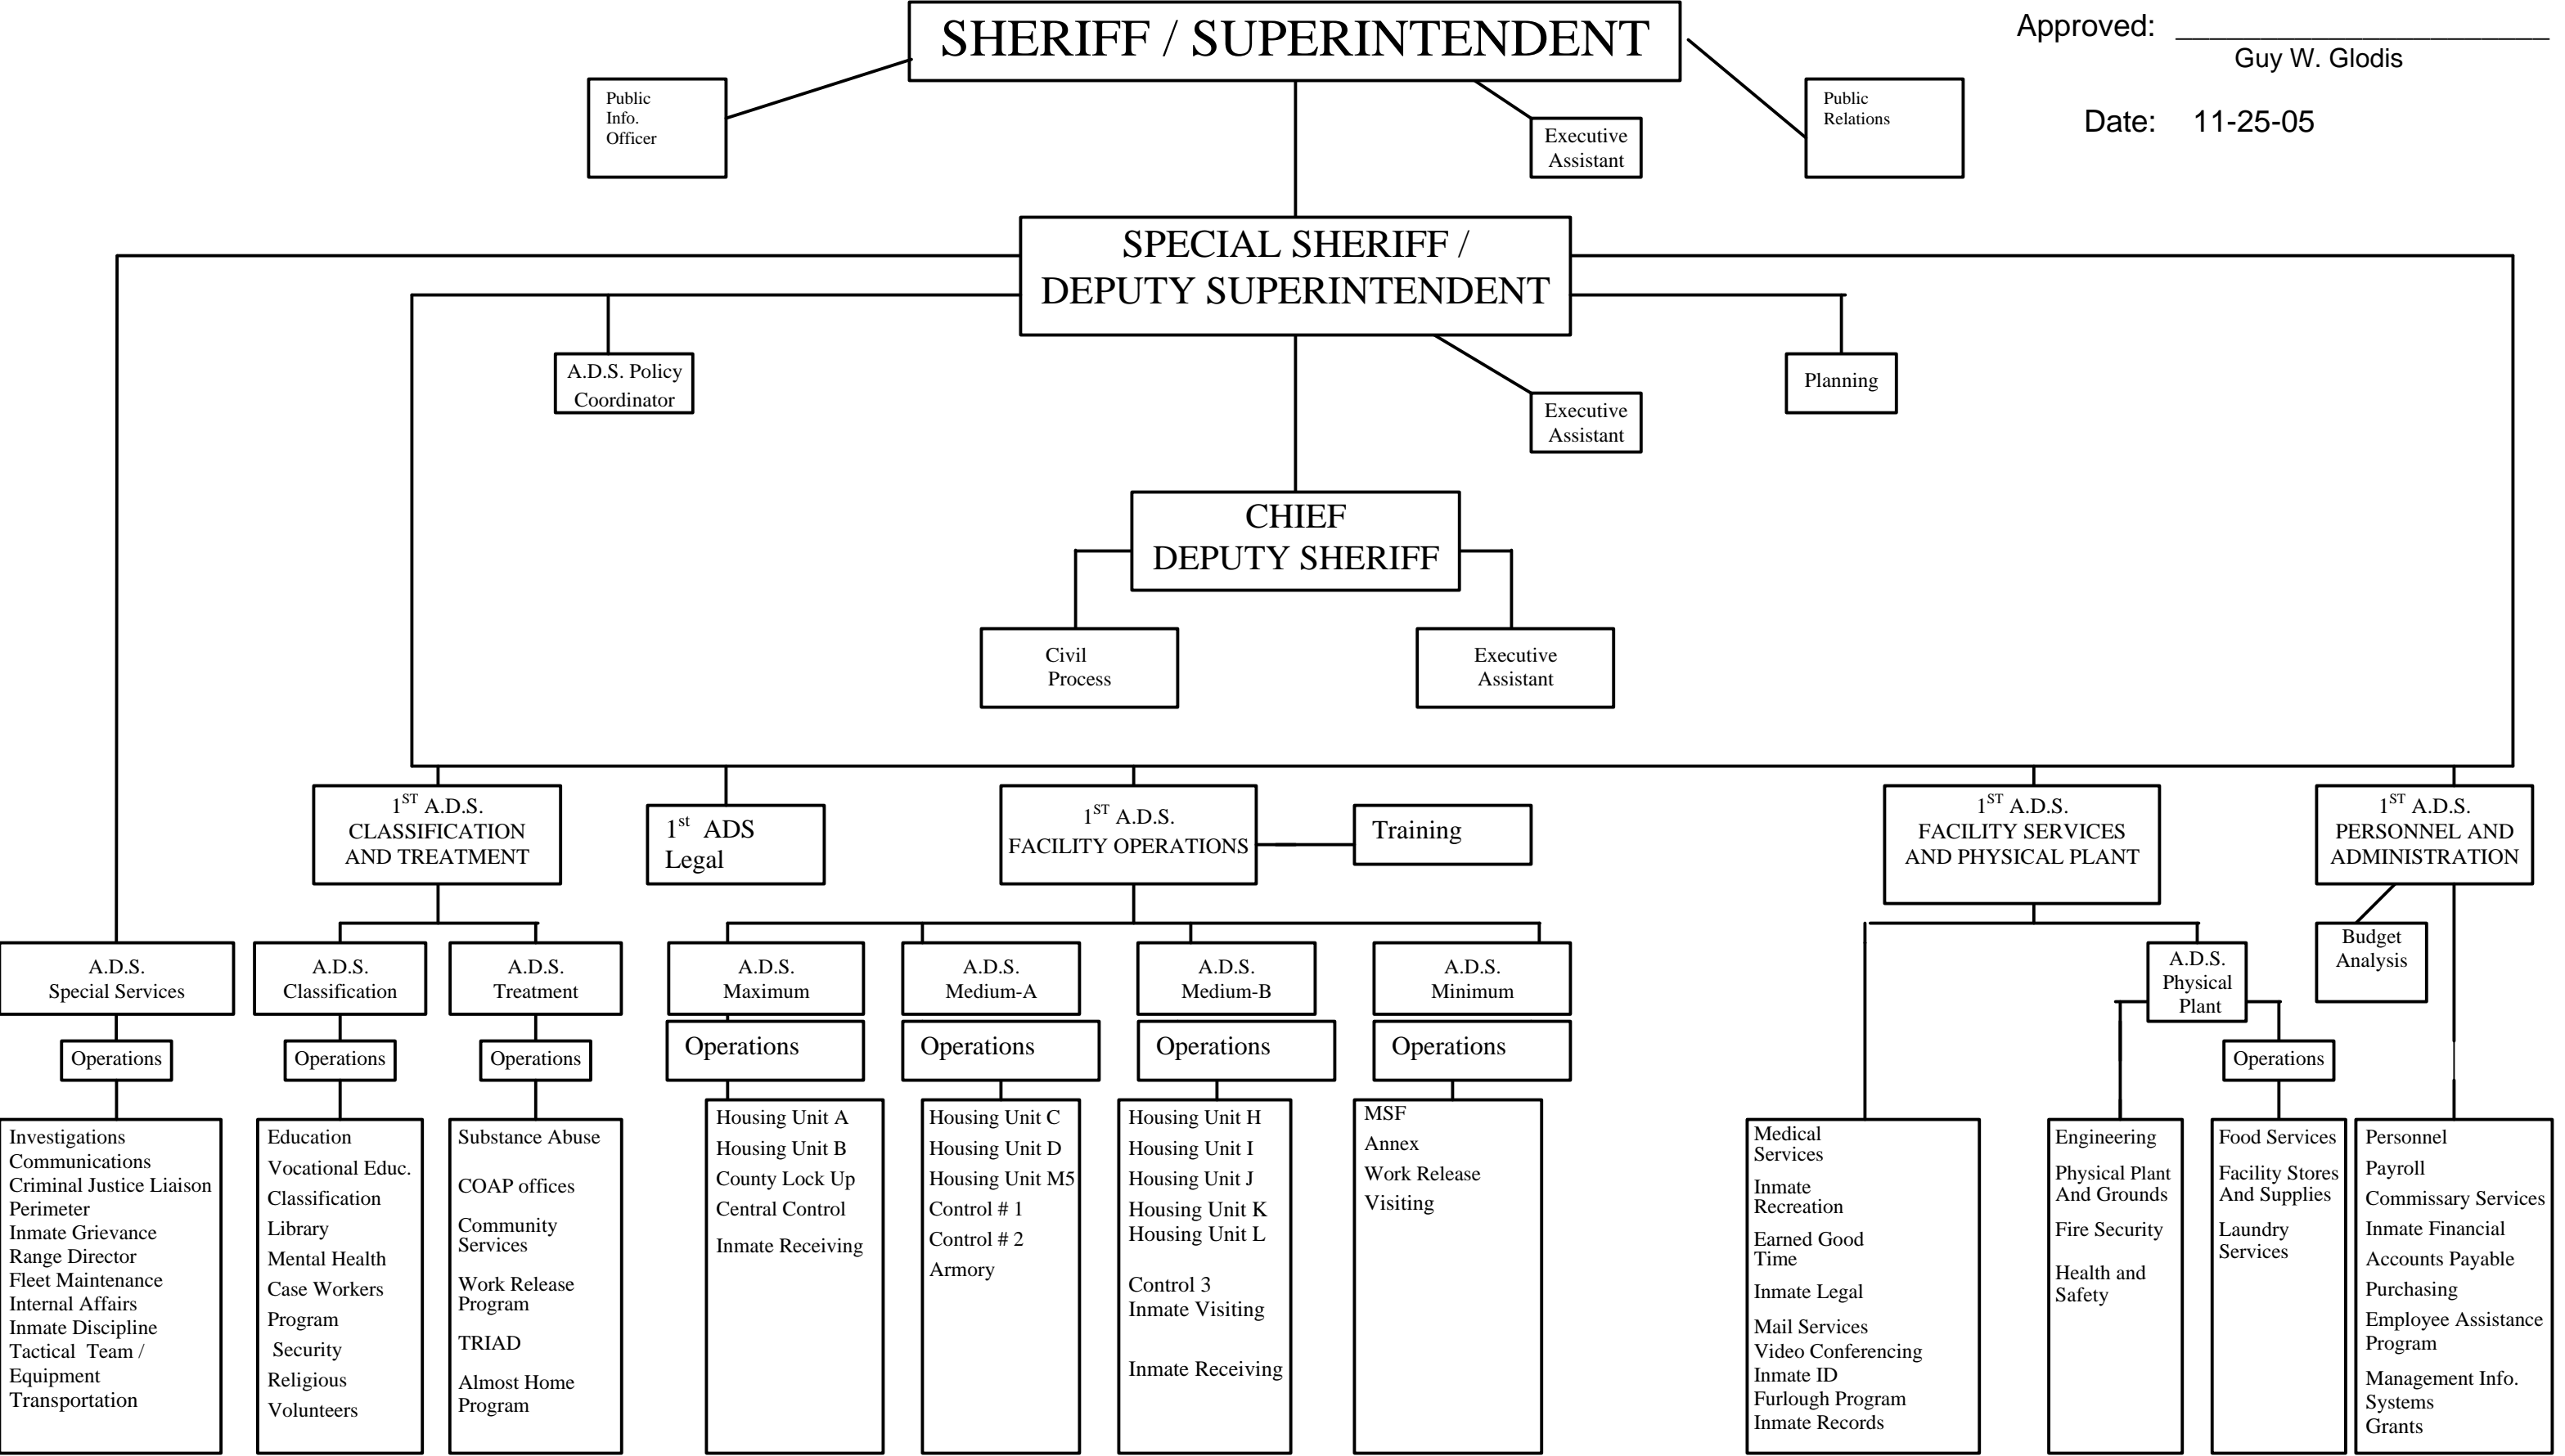 SHERIFF / SUPERINTENDENT
Approved: ________________________
Guy W. Glodis
Date: 11-25-05
Public
Info.
Officer
Executive
Assistant
Public
Relations
SPECIAL SHERIFF /
DEPUTY SUPERINTENDENT
A.D.S. Policy
Coordinator
Executive
Assistant
Planning
CHIEF
DEPUTY SHERIFF
Civil
Process
Executive
Assistant
1ST A.D.S.
CLASSIFICATION
AND TREATMENT
1st ADS
Legal
1ST A.D.S.
FACILITY OPERATIONS
Training
1ST A.D.S.
FACILITY SERVICES
AND PHYSICAL PLANT
1ST A.D.S.
PERSONNEL AND
ADMINISTRATION
A.D.S.
Special Services
A.D.S.
Classification
A.D.S.
Treatment
A.D.S.
Maximum
A.D.S.
Medium-A
A.D.S.
Medium-B
A.D.S.
Minimum
A.D.S.
Physical
Plant
Budget
Analysis
Operations
Operations
Operations
Operations
Operations
Operations
Operations
Operations
Investigations
Communications
Criminal Justice Liaison
Perimeter
Inmate Grievance
Range Director
Fleet Maintenance
Internal Affairs
Inmate Discipline
Tactical Team /
Equipment
Transportation
Education
Vocational Educ.
Classification
Library
Mental Health
Case Workers
Program
Security
Religious
Volunteers
Substance Abuse
COAP offices
Community
Services
Work Release
Program
TRIAD
Almost Home
Program
Housing Unit A
Housing Unit B
County Lock Up
Central Control
Inmate Receiving
Housing Unit C
Housing Unit D
Housing Unit M5
Control # 1
Control # 2
Armory
Housing Unit H
Housing Unit I
Housing Unit J
Housing Unit K
Housing Unit L
Control 3
Inmate Visiting
Inmate Receiving
MSF
Annex
Work Release
Visiting
Medical
Services
Inmate
Recreation
Earned Good
Time
Inmate Legal
Mail Services
Video Conferencing
Inmate ID
Furlough Program
Inmate Records
Engineering
Physical Plant
And Grounds
Fire Security
Health and
Safety
Food Services
Facility Stores
And Supplies
Laundry
Services
Personnel
Payroll
Commissary Services
Inmate Financial
Accounts Payable
Purchasing
Employee Assistance
Program
Management Info.
Systems
Grants